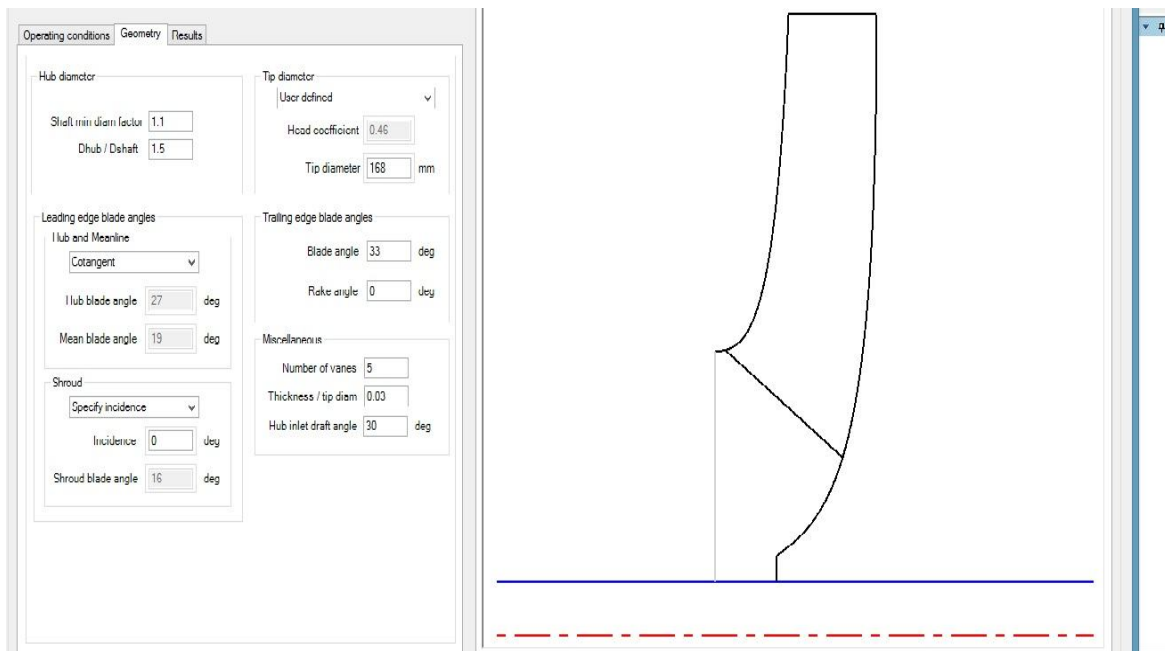 Operating conditions
Geometry
Results
Hub diameter
Shaft min diam factor 1.1
Dhub / Dshaft 1.5
Tip diameter
User defined
Head coefficient 0.46
Tip diameter 168 mm
Leading edge blade angles
Hub and Meanline
Cotangent
Hub blade angle 27 deg
Mean blade angle 19 deg
Shroud
Specify incidence
Incidence 0 deg
Shroud blade angle 16 deg
Trailing edge blade angles
Blade angle 33 deg
Rake angle 0 deg
Miscellaneous
Number of vanes 5
Thickness / tip diam 0.03
Hub inlet draft angle 30 deg